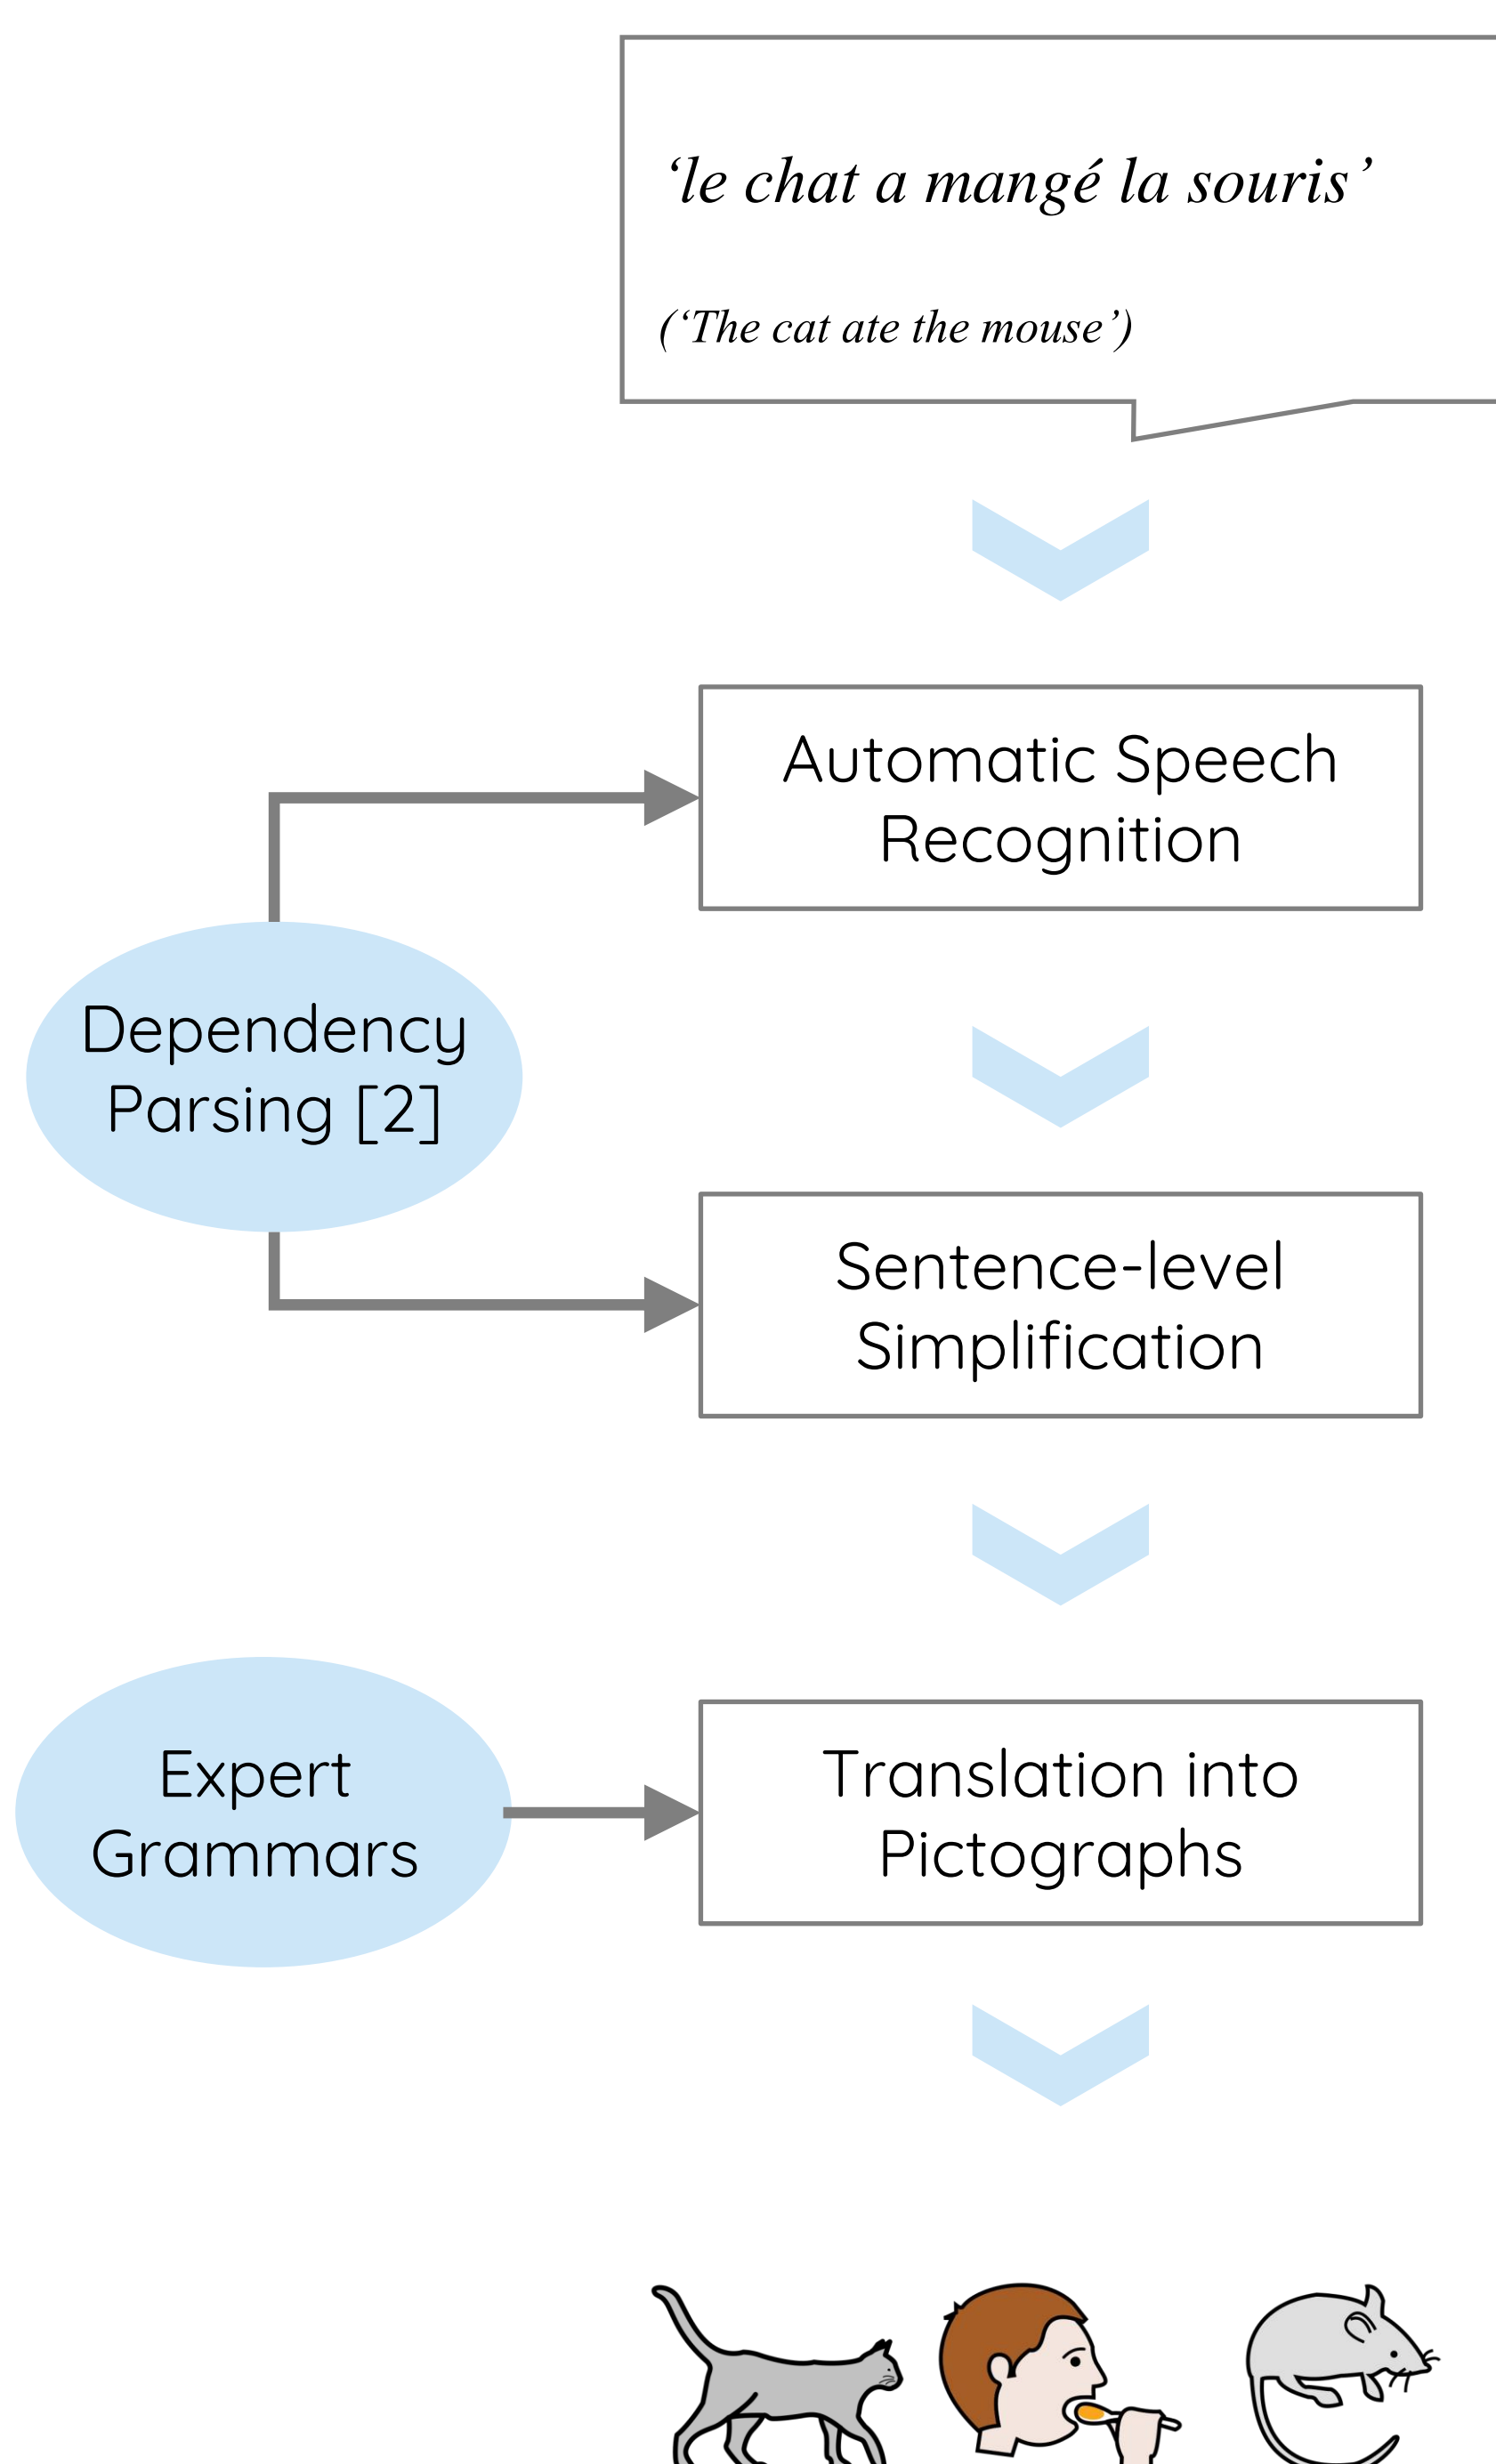 ‘le chat a mangé la souris’
(‘The cat ate the mouse’)
Automatic Speech
Recognition
Dependency
Parsing [2]
Sentence-level
Simplification
Expert
Grammars
Translation into
Pictographs